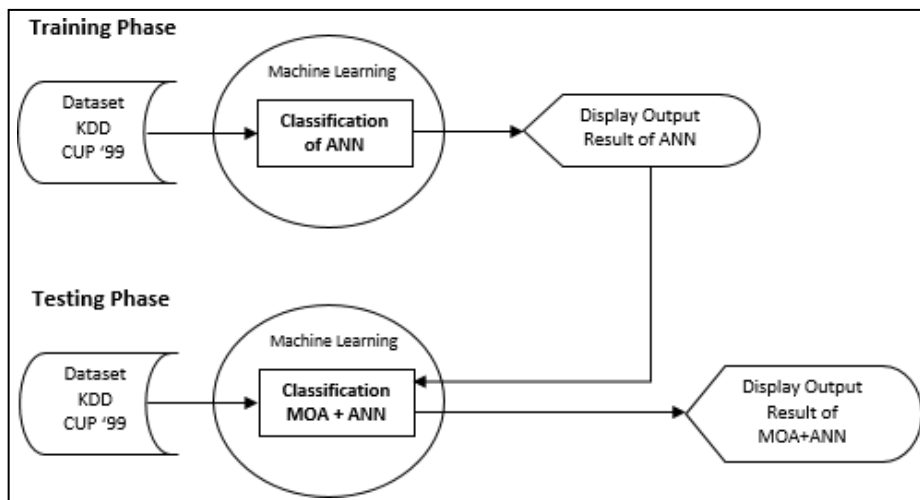 Training Phase
Dataset
KDD
CUP ‘99
Machine Learning
Classification
of ANN
Display Output
Result of ANN
Testing Phase
Dataset
KDD
CUP ‘99
Machine Learning
Classification
MOA + ANN
Display Output
Result of
MOA+ANN